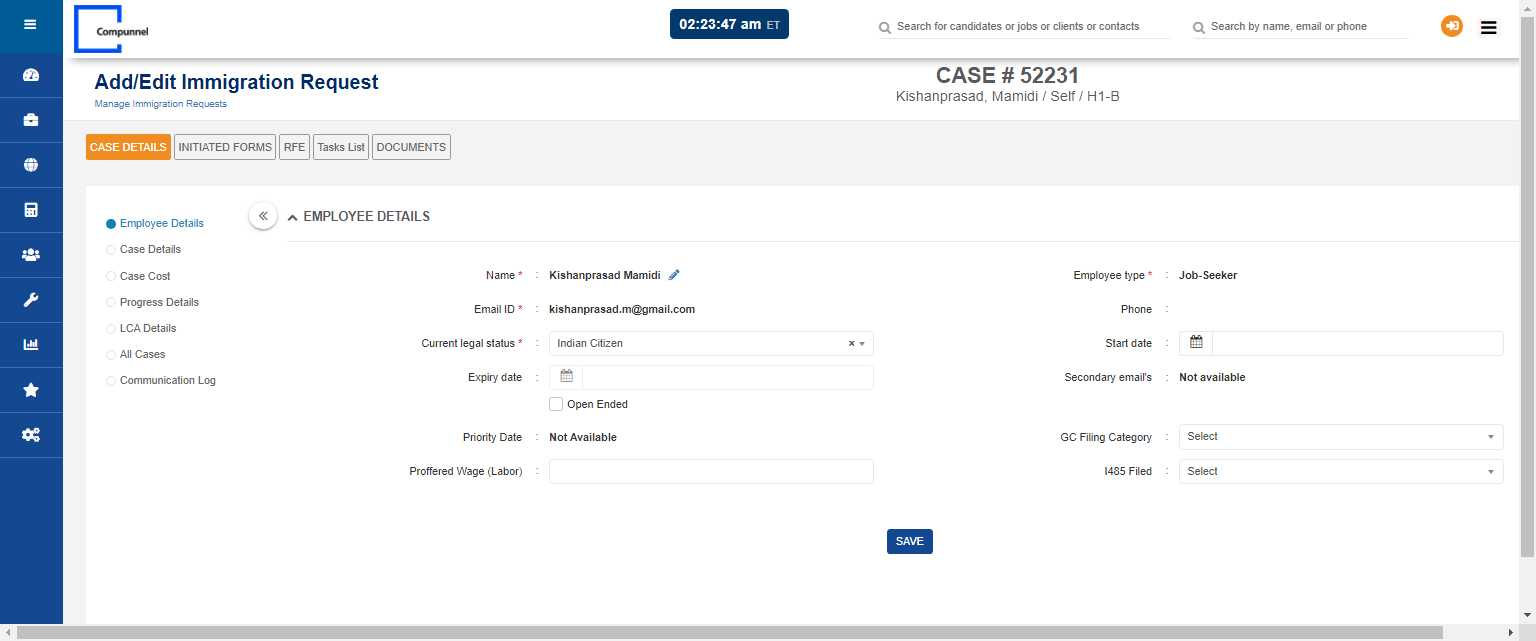 Compunnel
02:23:47 am ET
Search for candidates or jobs or clients or contacts
Search by name, email or phone
Add/Edit Immigration Request
Manage Immigration Requests
CASE # 52231
Kishanprasad, Mamidi / Self / H1-B
CASE DETAILS
INITIATED FORMS
RFE
Tasks List
DOCUMENTS
Employee Details
Case Details
Case Cost
Progress Details
LCA Details
All Cases
Communication Log
EMPLOYEE DETAILS
Name * : Kishanprasad Mamidi
Employee type * : Job-Seeker
Email ID * : kishanprasad.m@gmail.com
Phone :
Current legal status * : Indian Citizen ×
Start date :
Expiry date :
Secondary email's : Not available
Open Ended
Priority Date : Not Available
GC Filing Category : Select
Proffered Wage (Labor) :
I485 Filed : Select
SAVE